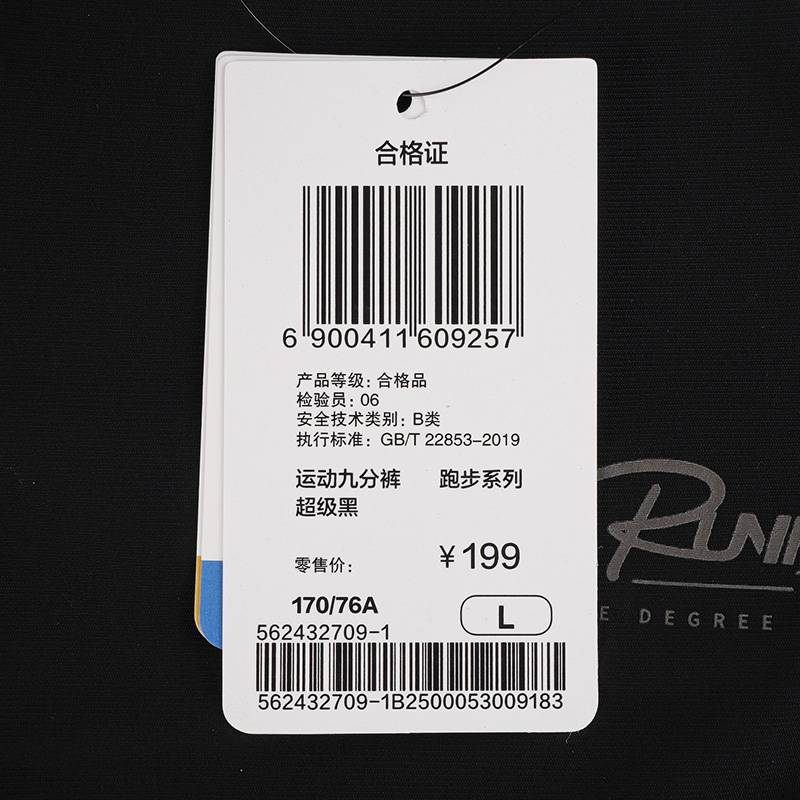 合格证
6 900411 609257
产品等级: 合格品
检验员: 06
安全技术类别: B类
执行标准: GB/T 22853-2019
运动九分裤 跑步系列
超级黑
零售价: ¥199
170/76A L
562432709-1
562432709-1B2500053009183
DEGREE